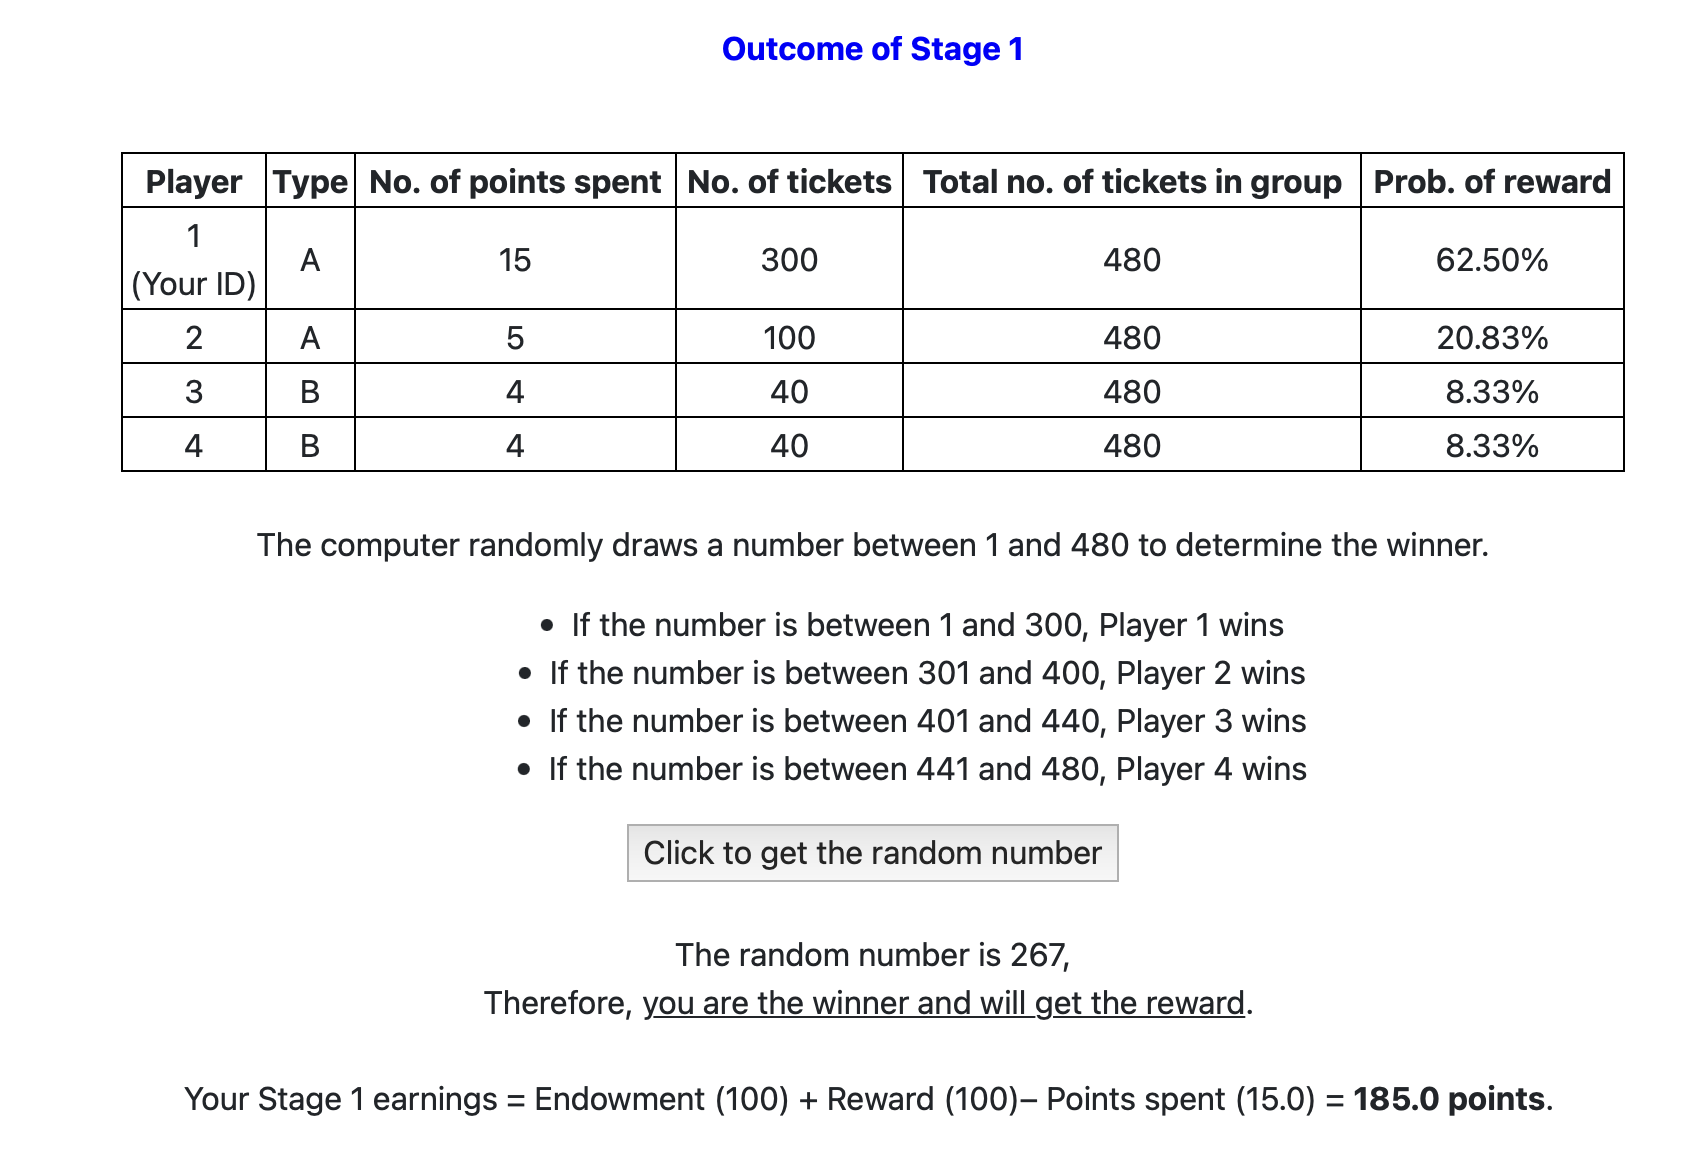 Outcome of Stage 1
Player Type No. of points spent No. of tickets Total no. of tickets in group Prob. of reward
1
(Your ID) A 15 300 480 62.50%
2 A 5 100 480 20.83%
3 B 4 40 480 8.33%
4 B 4 40 480 8.33%
The computer randomly draws a number between 1 and 480 to determine the winner.
• If the number is between 1 and 300, Player 1 wins
• If the number is between 301 and 400, Player 2 wins
• If the number is between 401 and 440, Player 3 wins
• If the number is between 441 and 480, Player 4 wins
Click to get the random number
The random number is 267,
Therefore, you are the winner and will get the reward.
Your Stage 1 earnings = Endowment (100) + Reward (100)− Points spent (15.0) = 185.0 points.